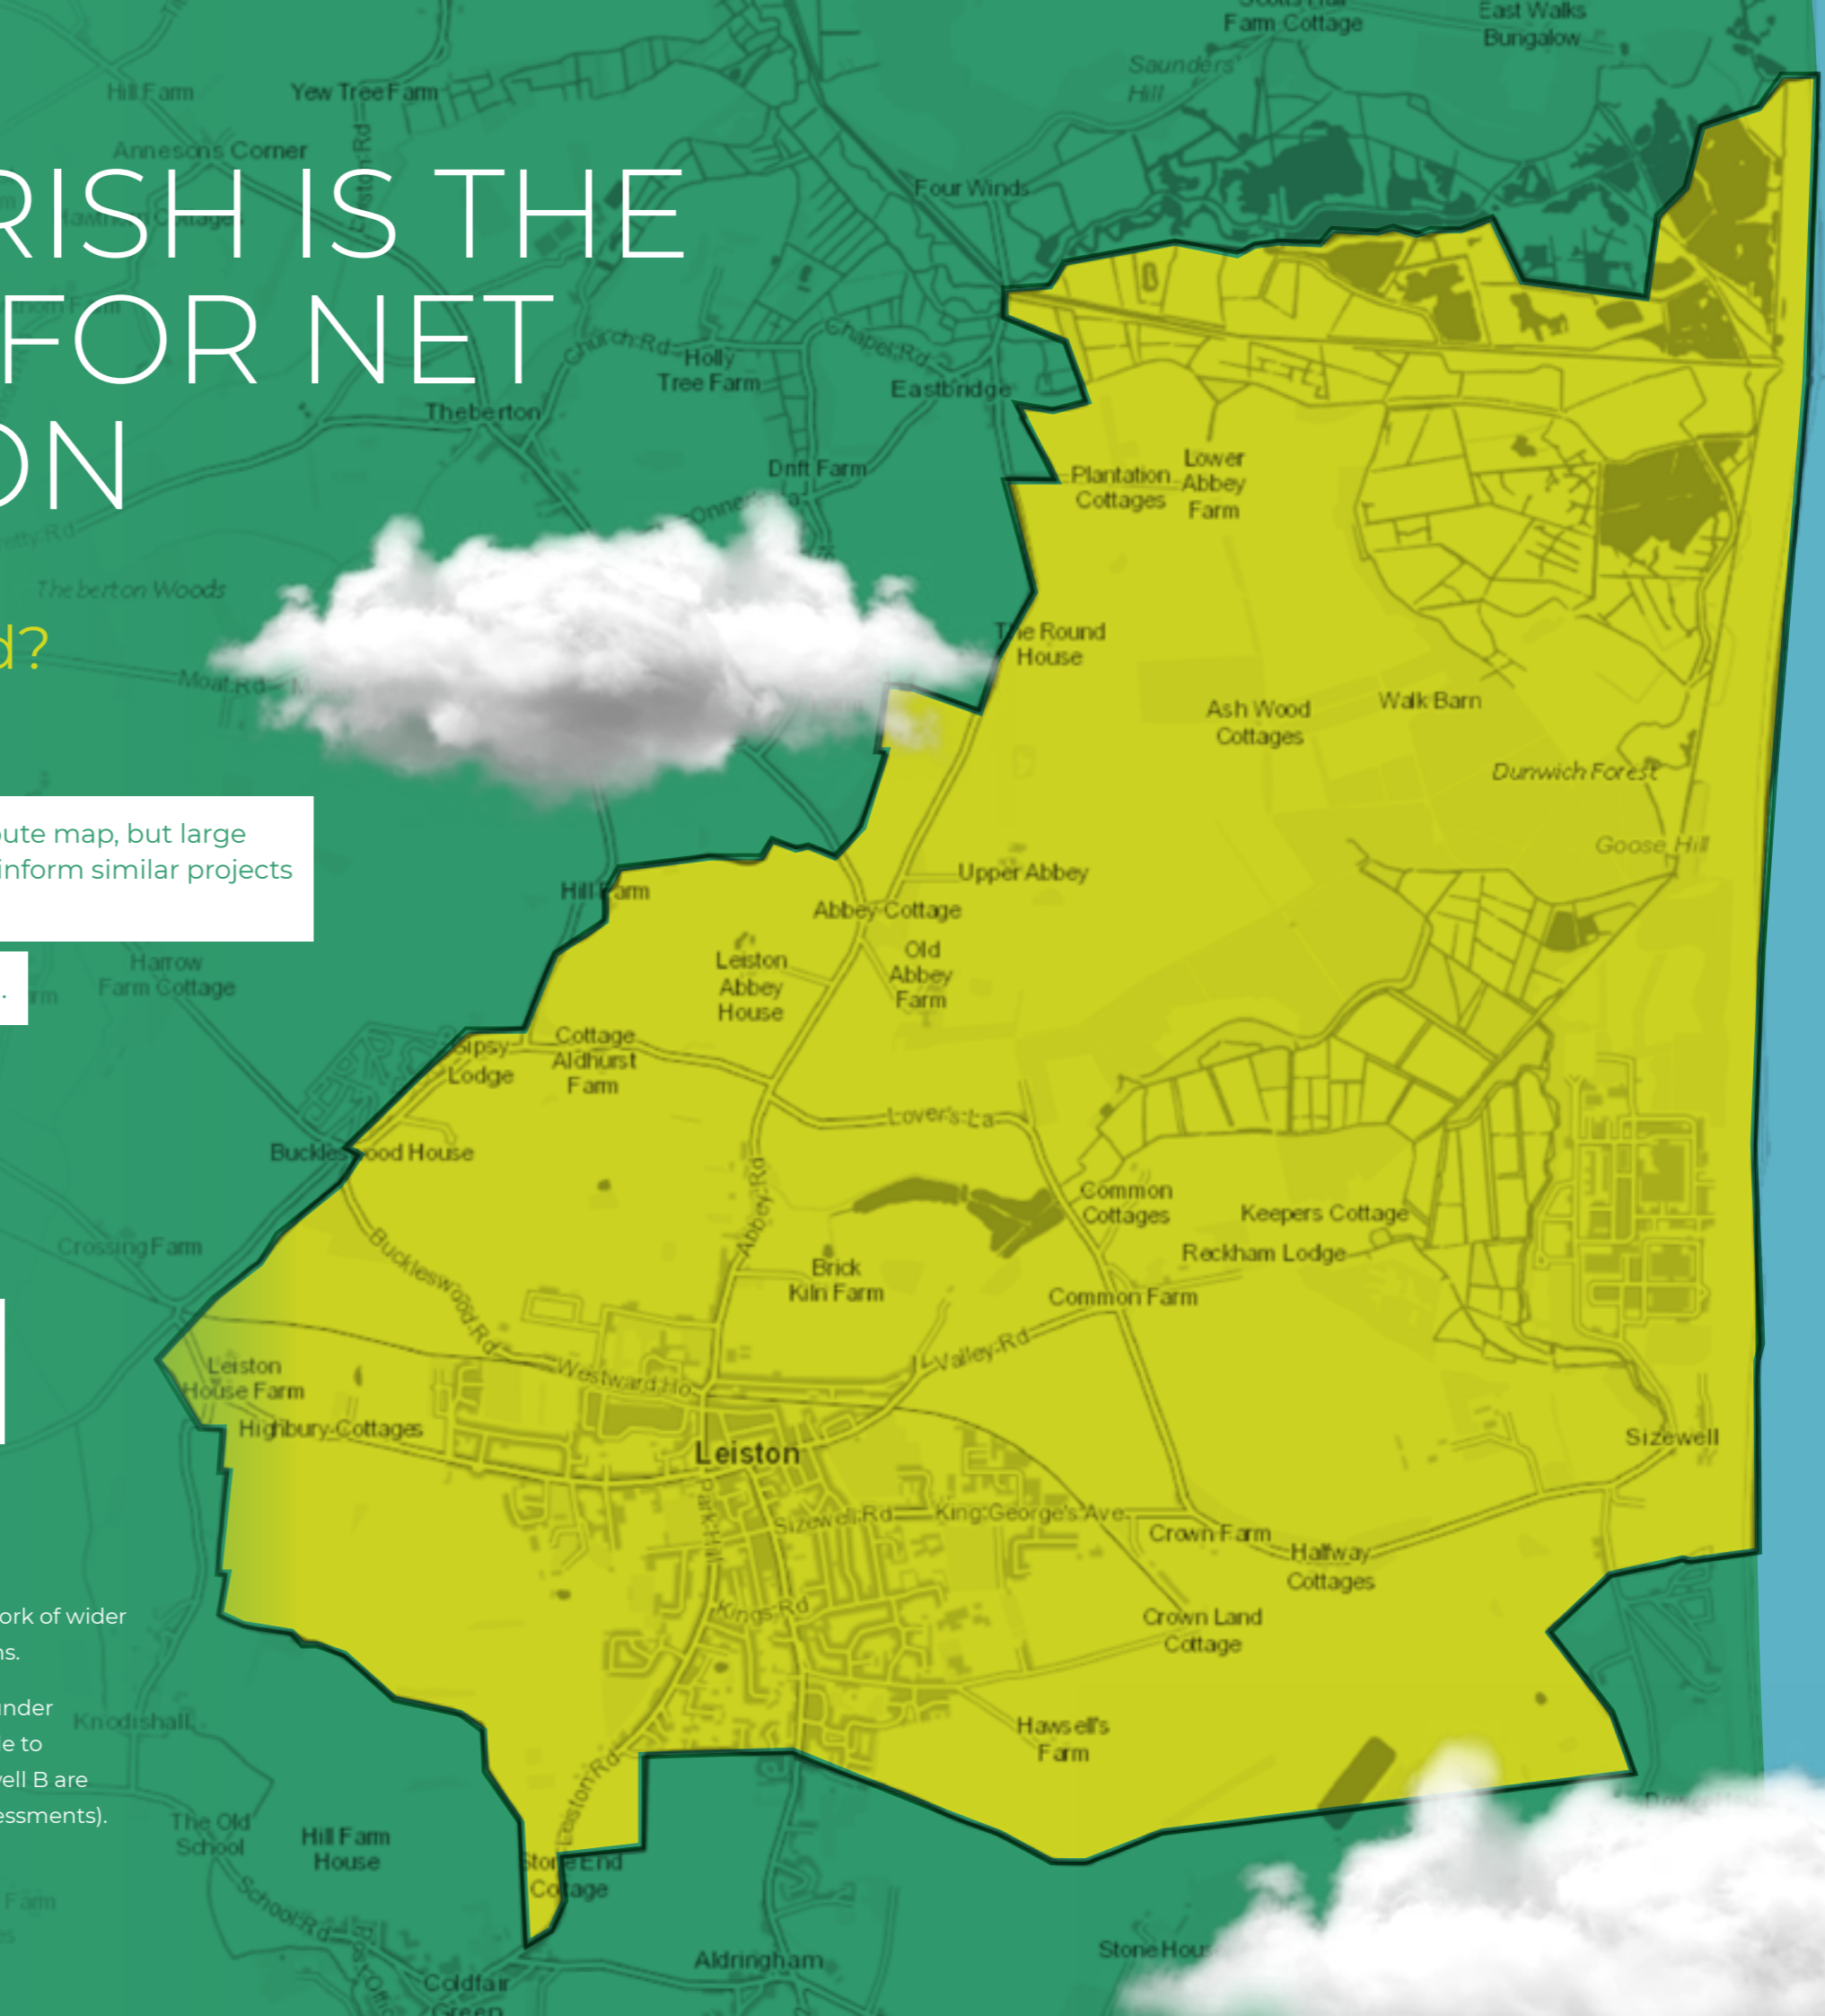 RISH IS THE
FOR NET
ON
d?
oute map, but large
inform similar projects
.
ork of wider
ns.
under
le to
well B are
essments).
Farm Cottage
East Walks
Bungalow
Saunders'
Hill
Hill Farm
Yew Tree Farm
Annesons Corner
Four Winds
Church Rd
Holly
Tree Farm
Chapel Rd
Eastbridge
Theberton
Drift Farm
Plantation
Cottages
Lower
Abbey
Farm
Theberton Woods
The Round
House
Moat Rd
Ash Wood
Cottages
Walk Barn
Dunwich Forest
Goose Hill
Hill Farm
Upper Abbey
Abbey Cottage
Leiston
Abbey
House
Old
Abbey
Farm
Harrow
Farm Cottage
Gipsy
Lodge
Cottage
Aldhurst
Farm
Lover's La
Buckleswood House
Abbey Rd
Common
Cottages
Keepers Cottage
Reckham Lodge
Crossing Farm
Buckleswood Rd
Brick
Kiln Farm
Common Farm
Valley Rd
Leiston
House Farm
Westward Ho
Highbury Cottages
Leiston
Sizewell
Park Hill
Sizewell Rd
King George's Ave
Crown Farm
Halfway
Cottages
Kings Rd
Crown Land
Cottage
Knodishall
Hawsell's
Farm
Leiston Rd
The Old
School
Hill Farm
House
Stone End
Cottage
Farm
School Rd
Aldringham
Stone Hous
Coldfair
Green